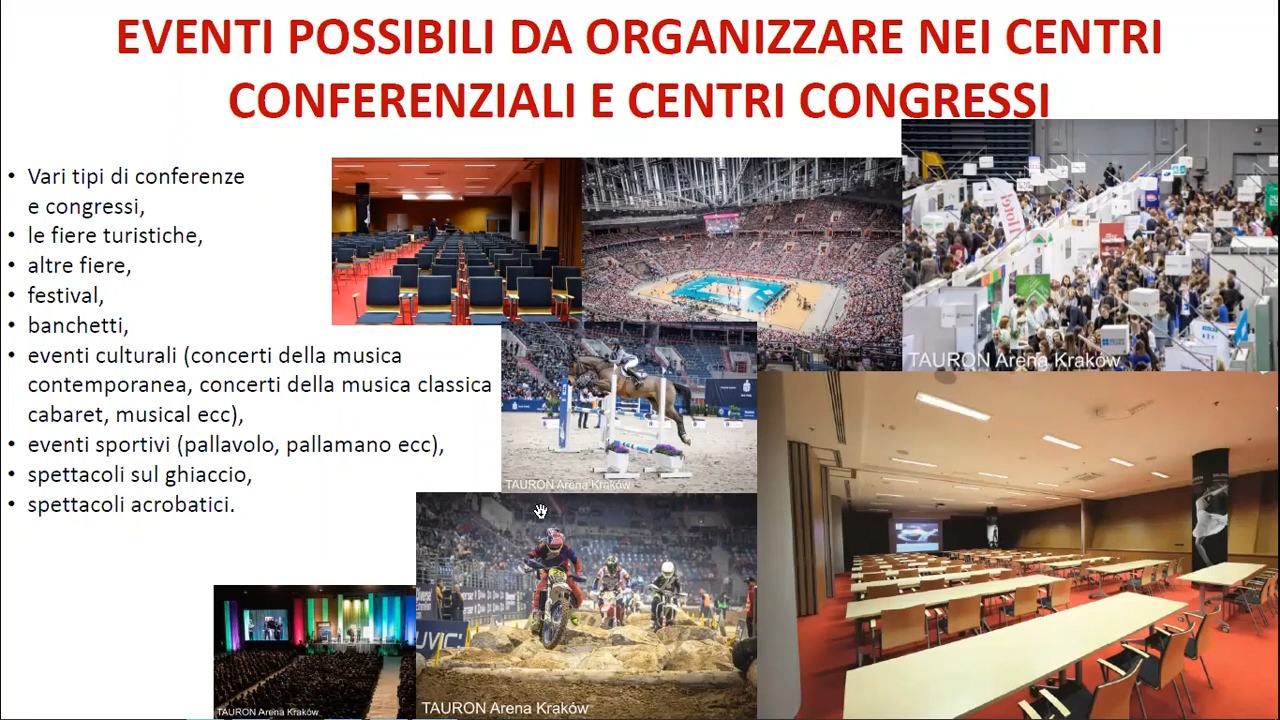 EVENTI POSSIBILI DA ORGANIZZARE NEI CENTRI
CONFERENZIALI E CENTRI CONGRESSI
• Vari tipi di conferenze
e congressi,
• le fiere turistiche,
• altre fiere,
• festival,
• banchetti,
• eventi culturali (concerti della musica
contemporanea, concerti della musica classica
cabaret, musical ecc),
• eventi sportivi (pallavolo, pallamano ecc),
• spettacoli sul ghiaccio,
• spettacoli acrobatici.
TAURON Arena Kraków
TAURON Arena Kraków
UVIC
TAURON Arena Kraków
TAURON Arena Kraków